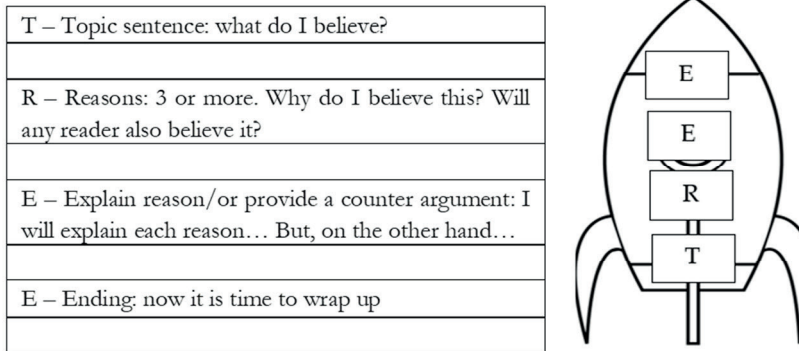 T – Topic sentence: what do I believe?
R – Reasons: 3 or more. Why do I believe this? Will
any reader also believe it?
E – Explain reason/or provide a counter argument: I
will explain each reason… But, on the other hand…
E – Ending: now it is time to wrap up
E
E
R
T